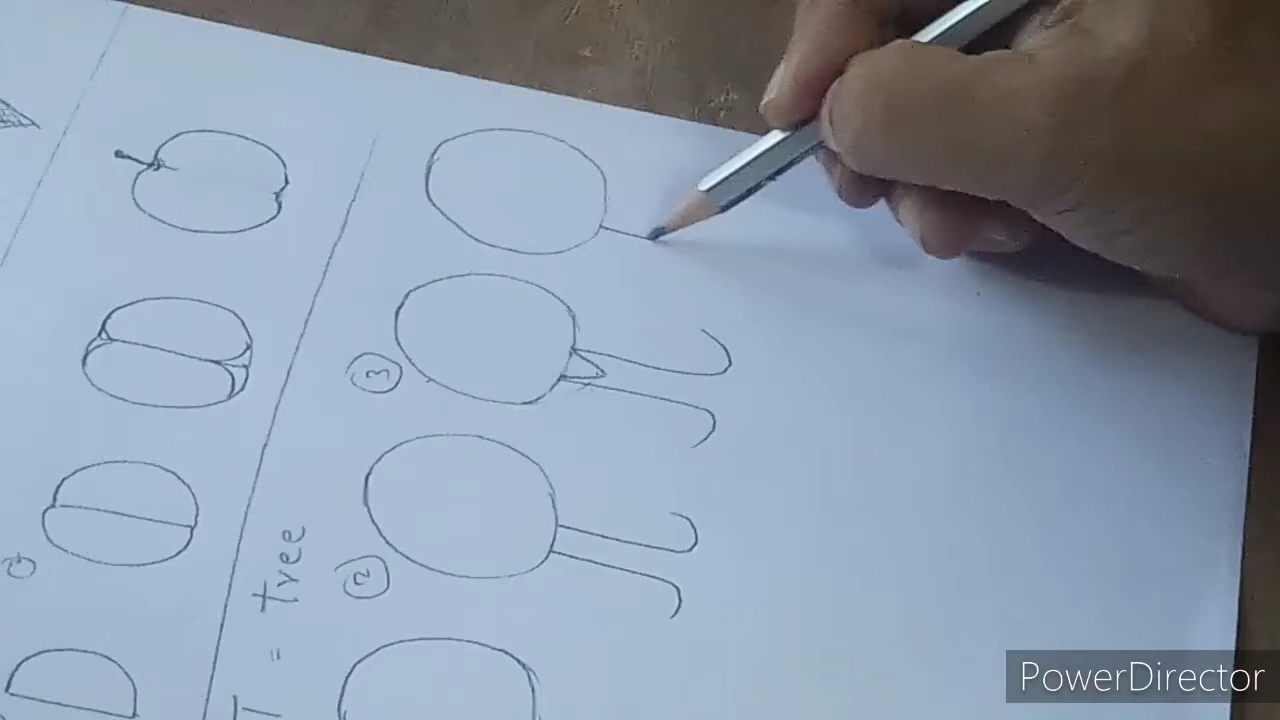 T = tree
②
③
PowerDirector